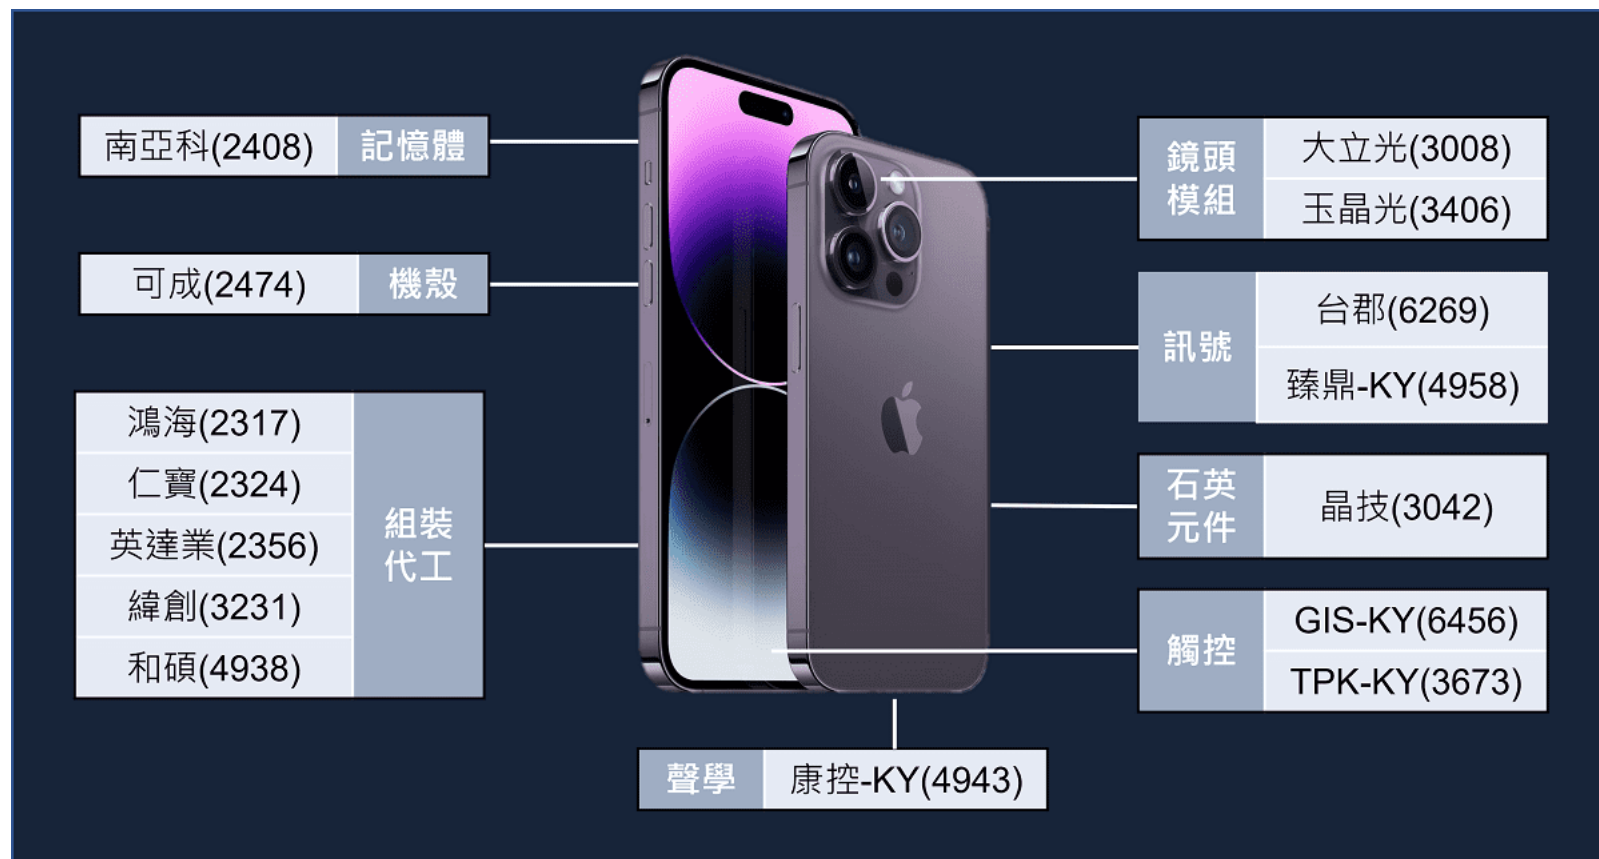 南亞科(2408) 記憶體
可成(2474) 機殼
鴻海(2317)
仁寶(2324)
英達業(2356)
緯創(3231)
和碩(4938)
組裝
代工
鏡頭
模組
大立光(3008)
玉晶光(3406)
訊號
台郡(6269)
臻鼎-KY(4958)
石英
元件
晶技(3042)
觸控
GIS-KY(6456)
TPK-KY(3673)
聲學 康控-KY(4943)